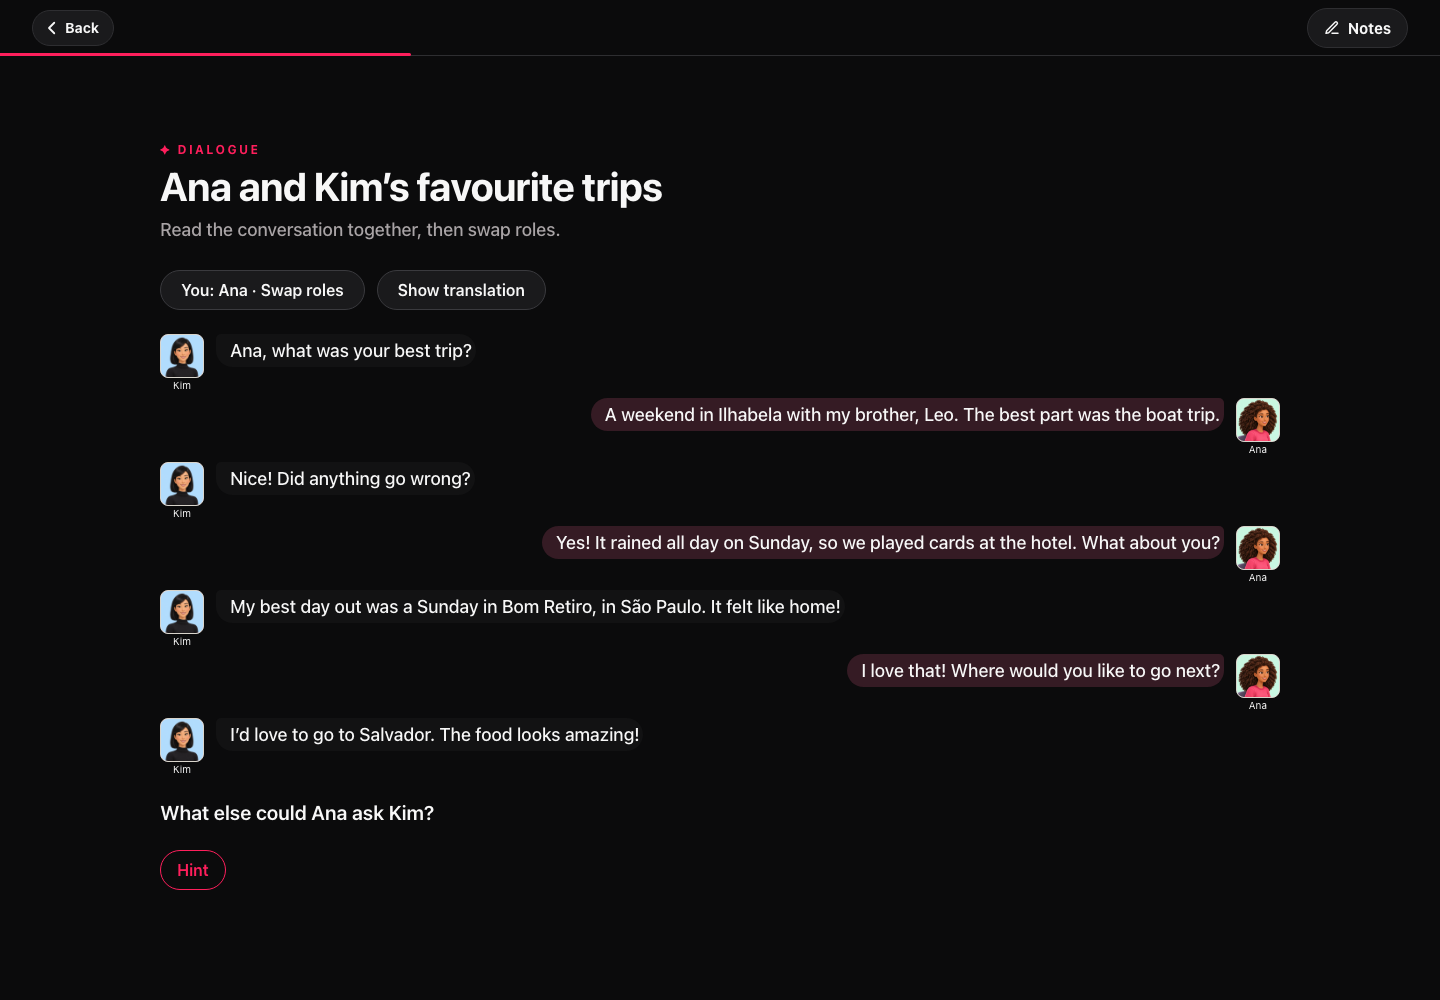 Back
Notes
DIALOGUE
Ana and Kim’s favourite trips
Read the conversation together, then swap roles.
You: Ana · Swap roles
Show translation
Ana, what was your best trip?
Kim
A weekend in Ilhabela with my brother, Leo. The best part was the boat trip.
Ana
Nice! Did anything go wrong?
Kim
Yes! It rained all day on Sunday, so we played cards at the hotel. What about you?
Ana
My best day out was a Sunday in Bom Retiro, in São Paulo. It felt like home!
Kim
I love that! Where would you like to go next?
Ana
I’d love to go to Salvador. The food looks amazing!
Kim
What else could Ana ask Kim?
Hint